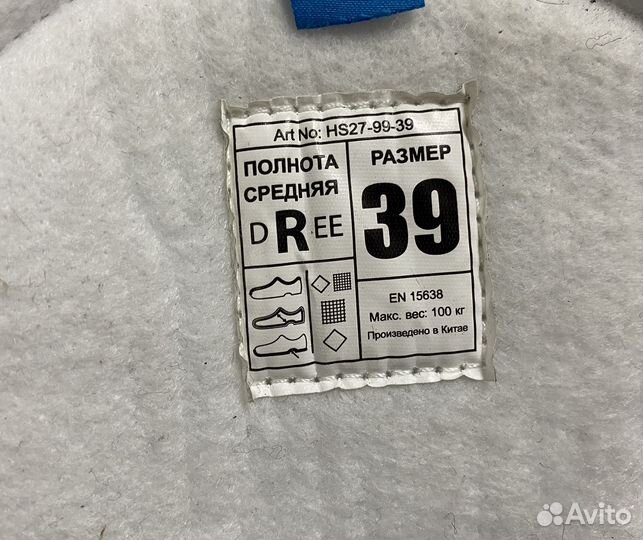 Art No: HS27-99-39
ПОЛНОТА
СРЕДНЯЯ
D R EE
РАЗМЕР
39
EN 15638
Макс. вес: 100 кг
Произведено в Китае
Avito